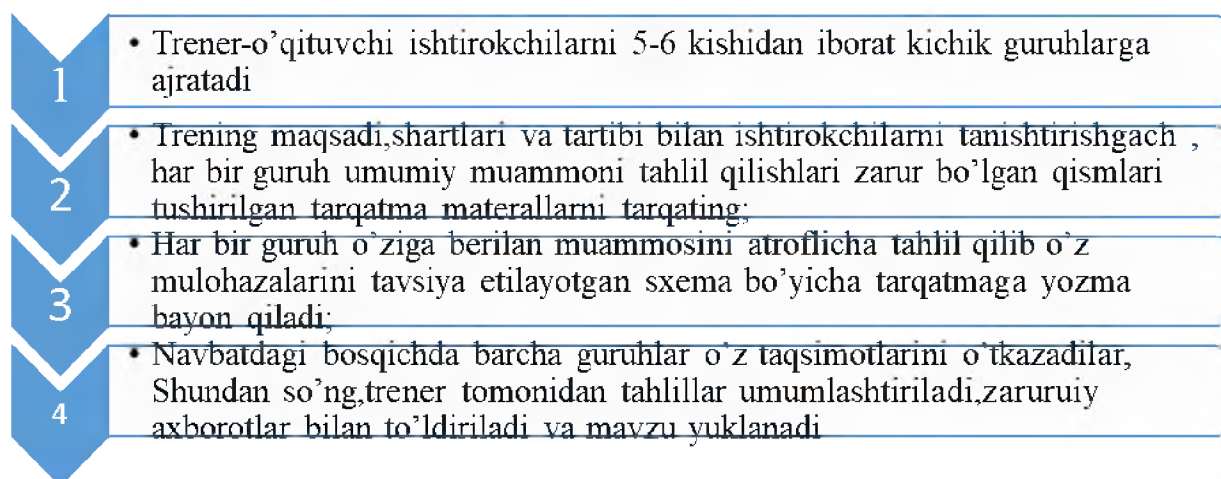 1
• Trener-o’qituvchi ishtirokchilarni 5-6 kishidan iborat kichik guruhlarga
ajratadi
2
• Trening maqsadi,shartlari va tartibi bilan ishtirokchilarni tanishtirishgach ,
har bir guruh umumiy muammoni tahlil qilishlari zarur bo’lgan qismlari
tushirilgan tarqatma materallarni tarqating;
3
• Har bir guruh o`ziga berilan muammosini atroflicha tahlil qilib o`z
mulohazalarini tavsiya etilayotgan sxema bo’yicha tarqatmaga yozma
bayon qiladi;
4
• Navbatdagi bosqichda barcha guruhlar o`z taqsimotlarini o`tkazadilar,
Shundan so’ng,trener tomonidan tahlillar umumlashtiriladi,zaruruiy
axborotlar bilan to’ldiriladi va mavzu yuklanadi